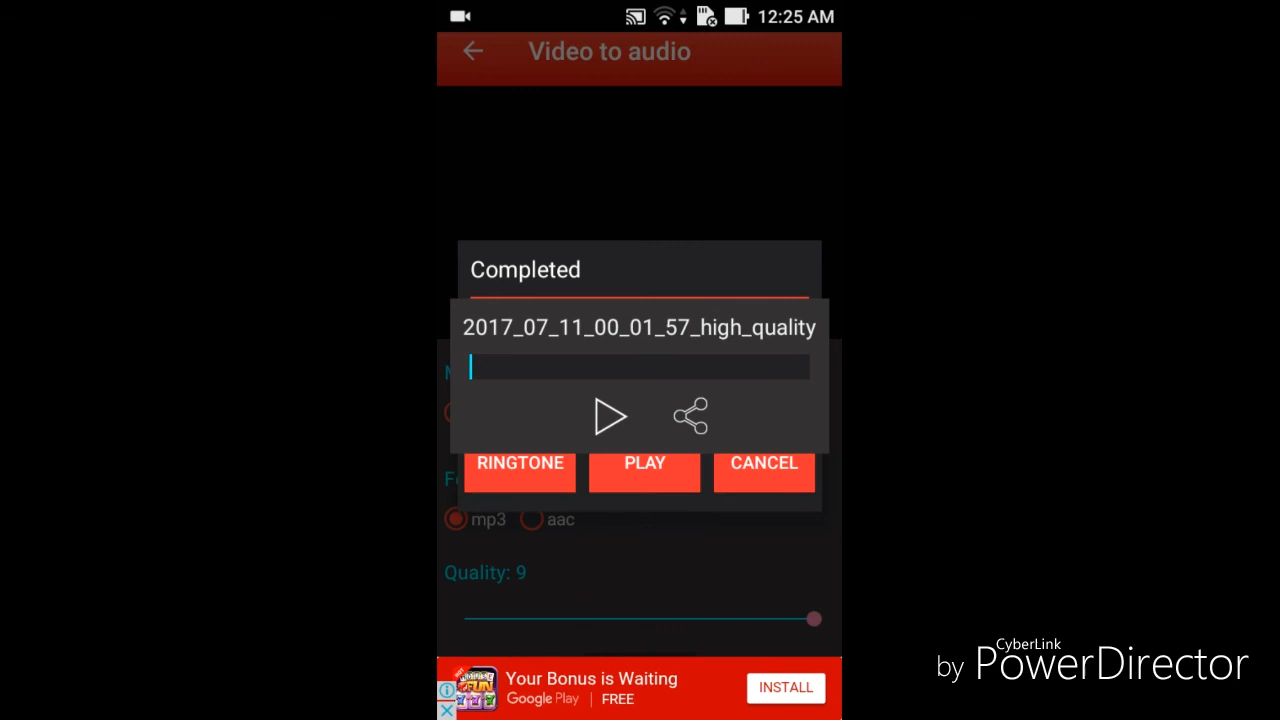 12:25 AM
Video to audio
Completed
2017_07_11_00_01_57_high_quality
RINGTONE PLAY CANCEL
mp3 aac
Quality: 9
Your Bonus is Waiting
Google Play | FREE
INSTALL
CyberLink
by PowerDirector